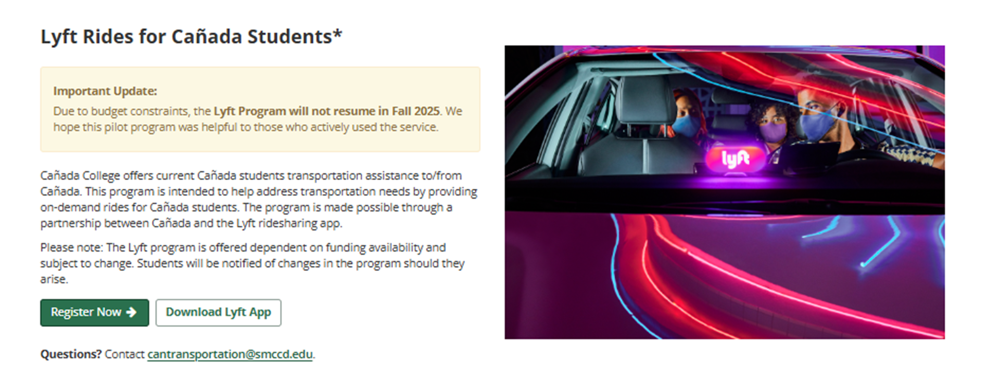 Lyft Rides for Cañada Students*
Important Update:
Due to budget constraints, the Lyft Program will not resume in Fall 2025. We
hope this pilot program was helpful to those who actively used the service.
Cañada College offers current Cañada students transportation assistance to/from
Cañada. This program is intended to help address transportation needs by providing
on-demand rides for Cañada students. The program is made possible through a
partnership between Cañada and the Lyft ridesharing app.
Please note: The Lyft program is offered dependent on funding availability and
subject to change. Students will be notified of changes in the program should they
arise.
Register Now →
Download Lyft App
Questions? Contact cantransportation@smccd.edu.
lyft